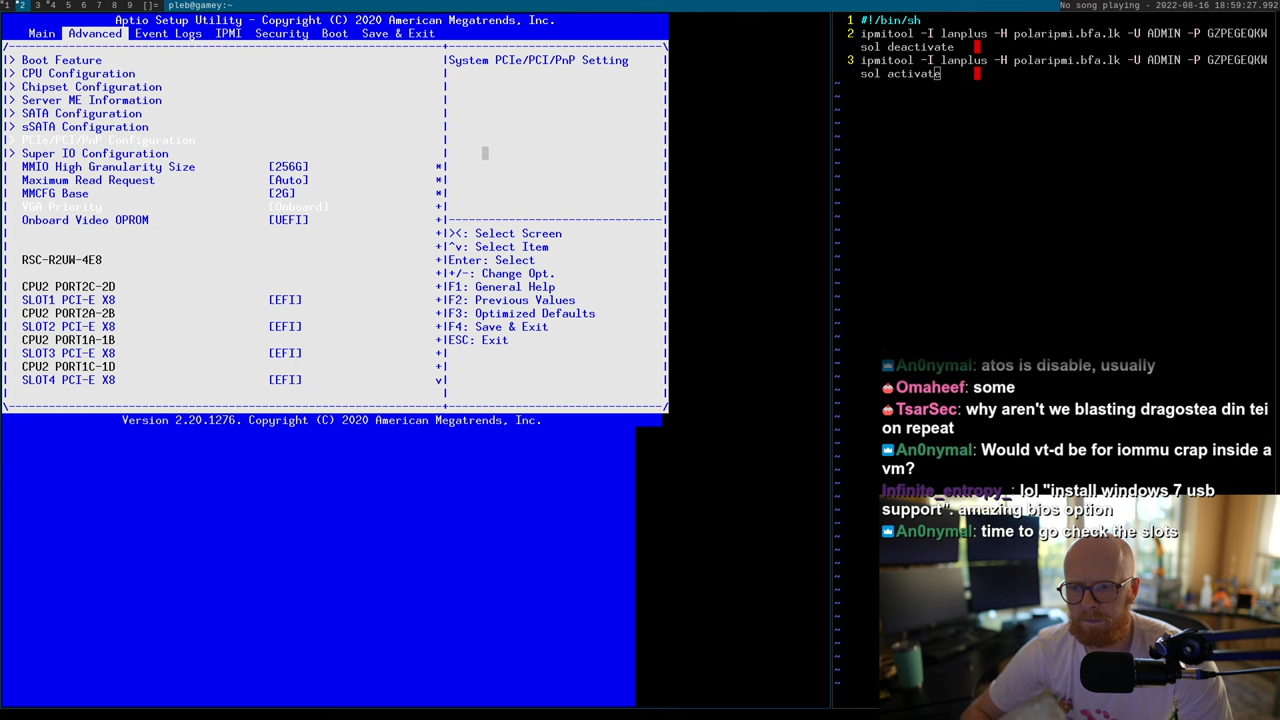 1 *2 3 *4 5 6 7 8 9 []= pleb@gamey:~ No song playing - 2022-08-16 18:59:27.992
Aptio Setup Utility - Copyright (C) 2020 American Megatrends, Inc.
Main Advanced Event Logs IPMI Security Boot Save & Exit
/----------------------------------------------------+--------------------------\
|> Boot Feature |System PCIe/PCI/PnP Setting |
|> CPU Configuration
|> Chipset Configuration
|> Server ME Information
|> SATA Configuration
|> sSATA Configuration
|> PCIe/PCI/PnP Configuration
|> Super IO Configuration
MMIO High Granularity Size [256G] *
Maximum Read Request [Auto] *
MMCFG Base [2G] *
VGA Priority [Onboard] +
Onboard Video OPROM [UEFI] +
><: Select Screen
^v: Select Item
RSC-R2UW-4E8 +|Enter: Select
+/-: Change Opt.
CPU2 PORT2C-2D +|F1: General Help
SLOT1 PCI-E X8 [EFI] +|F2: Previous Values
CPU2 PORT2A-2B +|F3: Optimized Defaults
SLOT2 PCI-E X8 [EFI] +|F4: Save & Exit
CPU2 PORT1A-1B +|ESC: Exit
SLOT3 PCI-E X8 [EFI] +
CPU2 PORT1C-1D +
SLOT4 PCI-E X8 [EFI] v
\----------------------------------------------------+--------------------------/
Version 2.20.1276. Copyright (C) 2020 American Megatrends, Inc.
1 #!/bin/sh
2 ipmitool -I lanplus -H polaripmi.bfa.lk -U ADMIN -P GZPEGEQKW
sol deactivate
3 ipmitool -I lanplus -H polaripmi.bfa.lk -U ADMIN -P GZPEGEQKW
sol activate
An0nymal: atos is disable, usually
Omaheef: some
TsarSec: why aren't we blasting dragostea din tei
on repeat
An0nymal: Would vt-d be for iommu crap inside a
vm?
Infinite_entropy_: lol "install windows 7 usb
support". amazing bios option
An0nymal: time to go check the slots